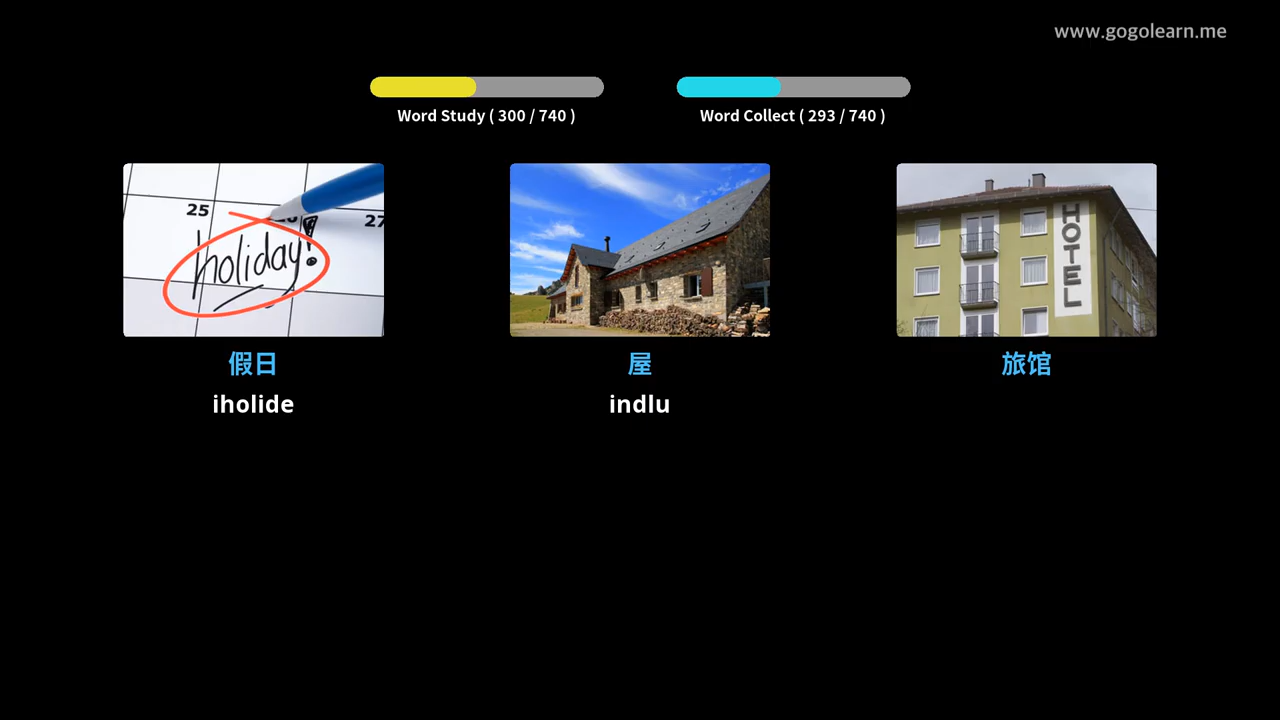 www.gogolearn.me
Word Study ( 300 / 740 )
Word Collect ( 293 / 740 )
25
27
holiday!
HOTEL
假日
屋
旅馆
iholide
indlu